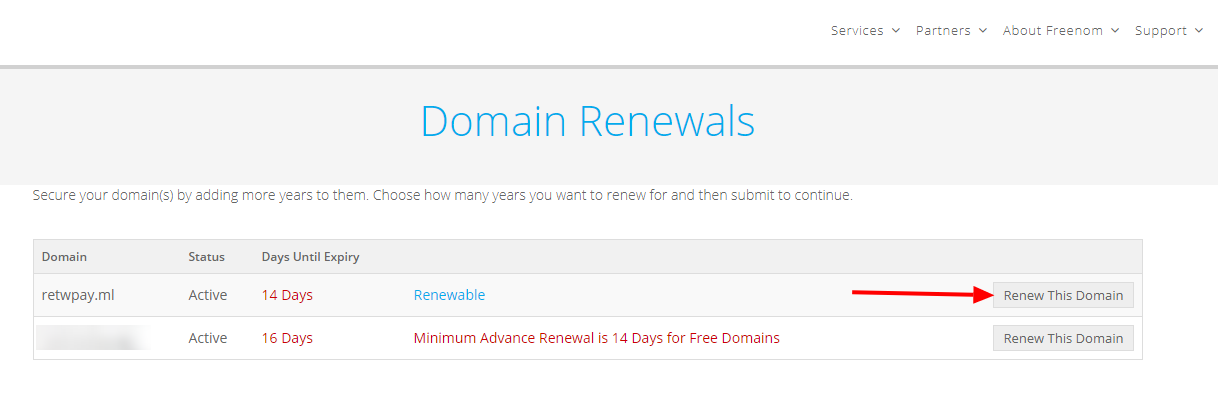 Services Partners About Freenom Support
Domain Renewals
Secure your domain(s) by adding more years to them. Choose how many years you want to renew for and then submit to continue.
Domain Status Days Until Expiry
retwpay.ml Active 14 Days Renewable Renew This Domain
Active 16 Days Minimum Advance Renewal is 14 Days for Free Domains Renew This Domain